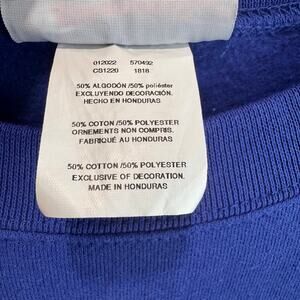 012022 570492
CS1220 1818
50% ALGODÓN /50% poliéster
EXCLUYENDO DECORACIÓN.
HECHO EN HONDURAS
50% COTON /50% POLYESTER
ORNEMENTS NON COMPRIS.
FABRIQUÉ AU HONDURAS
50% COTTON /50% POLYESTER
EXCLUSIVE OF DECORATION.
MADE IN HONDURAS